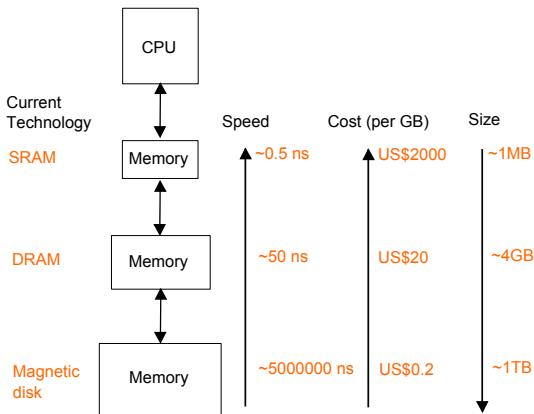 CPU
Current
Technology
Speed
Cost (per GB)
Size
SRAM
Memory
~0.5 ns
US$2000
~1MB
DRAM
Memory
~50 ns
US$20
~4GB
Magnetic
disk
Memory
~5000000 ns
US$0.2
~1TB